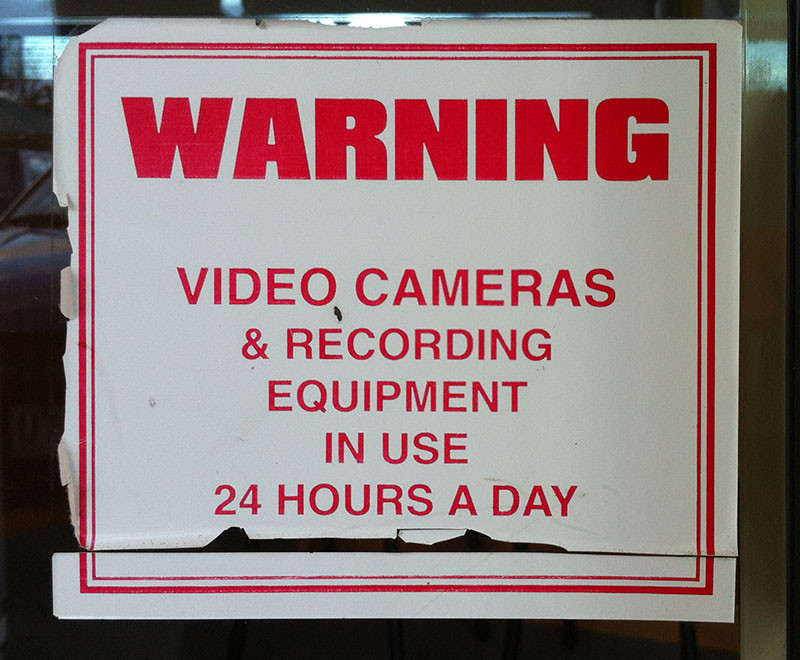 WARNING
VIDEO CAMERAS
& RECORDING
EQUIPMENT
IN USE
24 HOURS A DAY